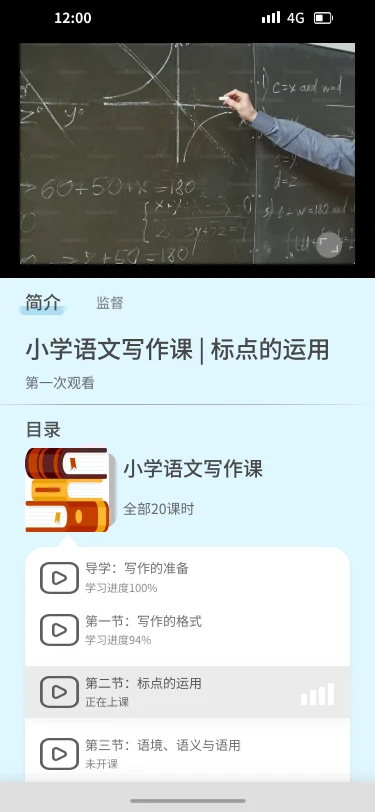 12:00
4G
c=x and
y°
>60+50+x=180
c=y
d=z
简介
监督
小学语文写作课 | 标点的运用
第一次观看
目录
小学语文写作课
全部20课时
导学：写作的准备
学习进度100%
第一节：写作的格式
学习进度94%
第二节：标点的运用
正在上课
第三节：语境、语义与语用
未开课